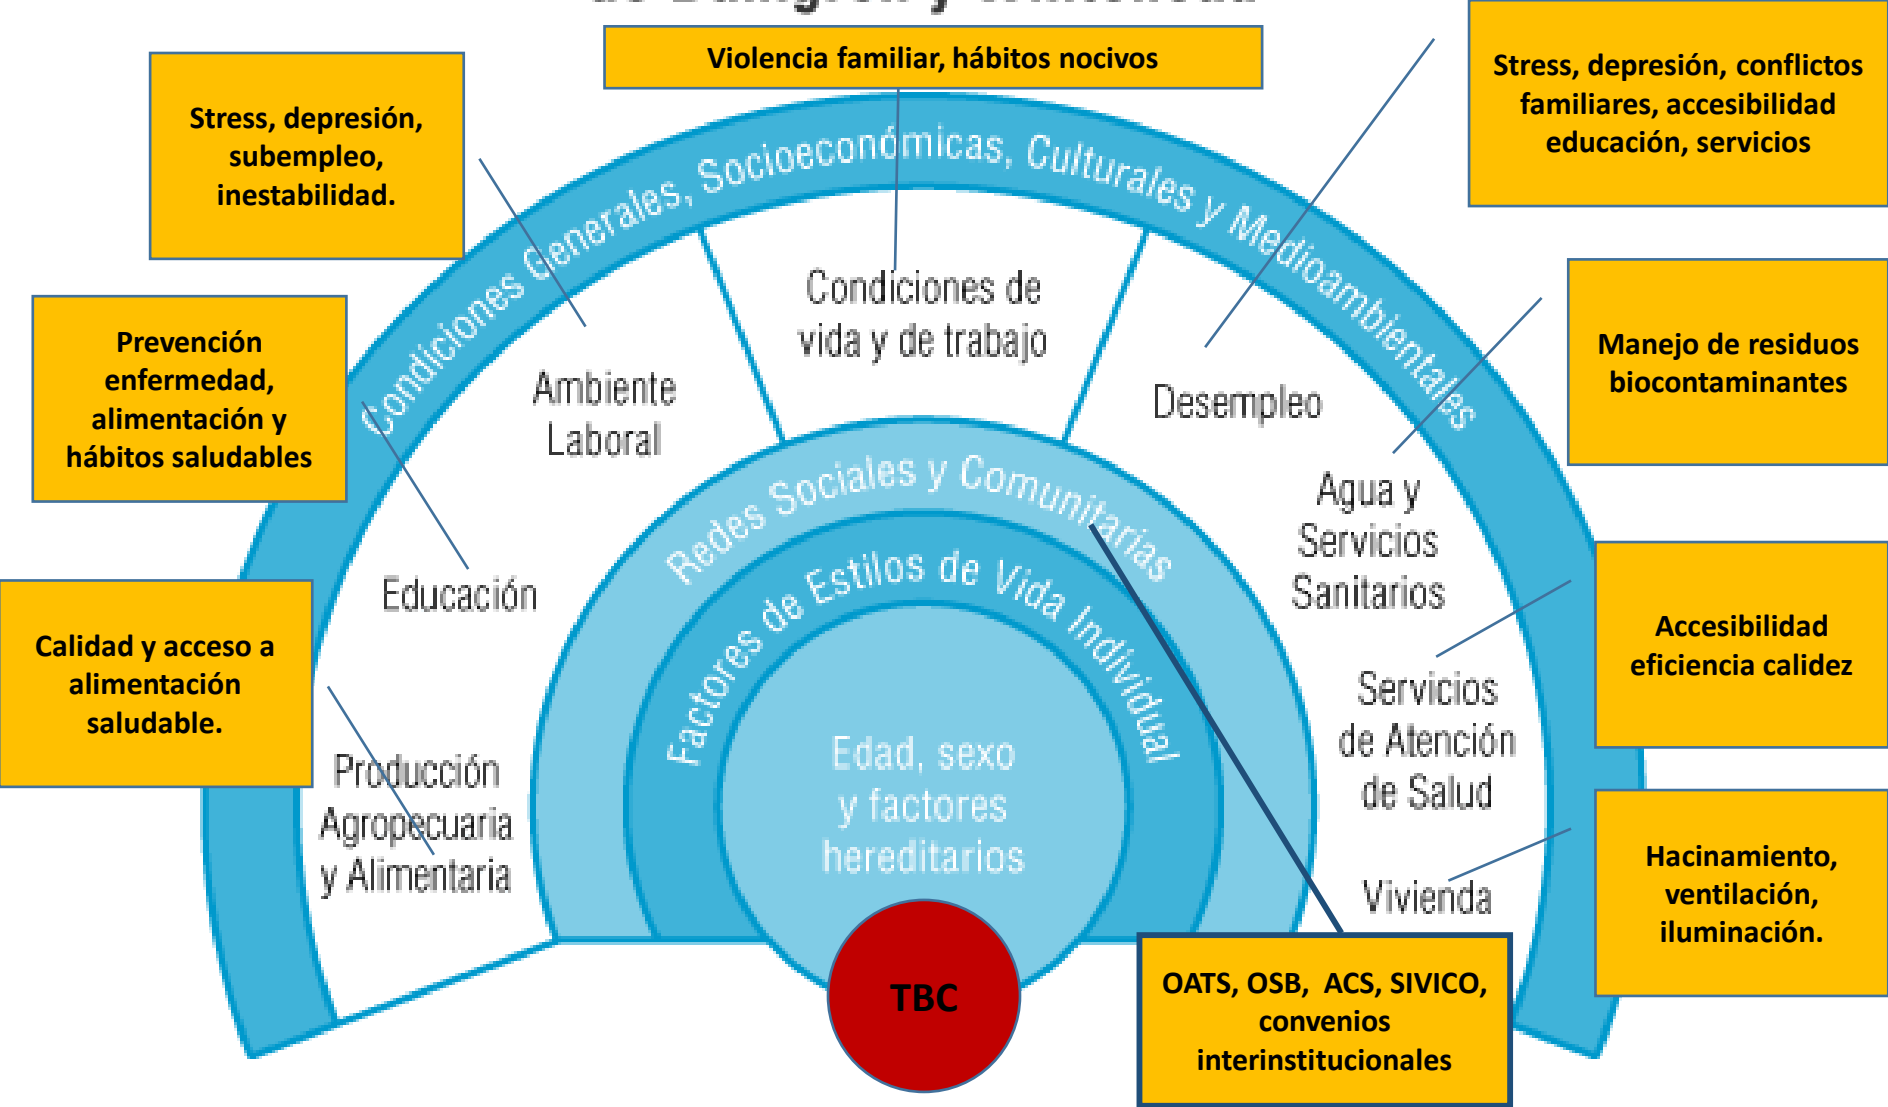 Violencia familiar, hábitos nocivos
Stress, depresión,
subempleo,
inestabilidad.
Stress, depresión, conflictos
familiares, accesibilidad
educación, servicios
Condiciones Generales, Socioeconómicas, Culturales y Medioambientales
Prevención
enfermedad,
alimentación y
hábitos saludables
Condiciones de
vida y de trabajo
Manejo de residuos
biocontaminantes
Ambiente
Laboral
Desempleo
Redes Sociales y Comunitarias
Agua y
Servicios
Sanitarios
Educación
Factores de Estilos de Vida Individual
Accesibilidad
eficiencia calidez
Calidad y acceso a
alimentación
saludable.
Servicios
de Atención
de Salud
Producción
Agropecuaria
y Alimentaria
Edad, sexo
y factores
hereditarios
Hacinamiento,
ventilación,
iluminación.
Vivienda
TBC
OATS, OSB, ACS, SIVICO,
convenios
interinstitucionales